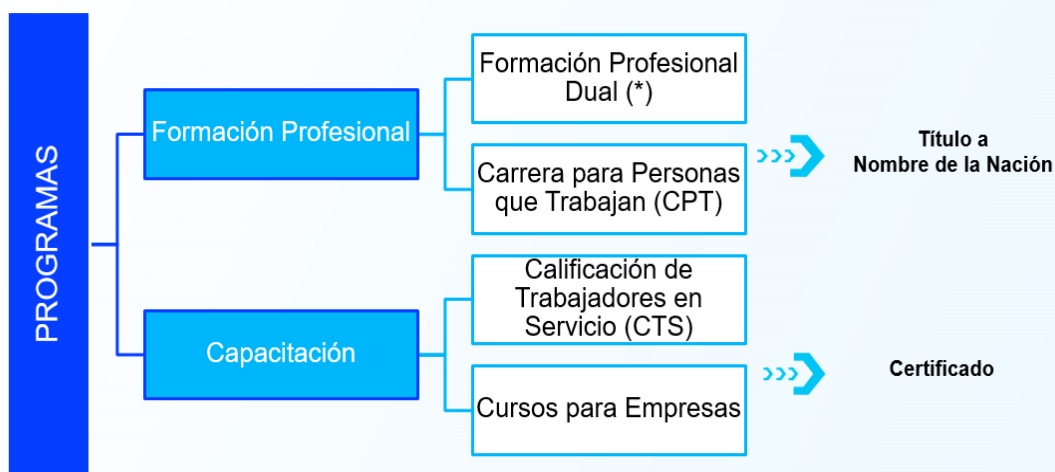 PROGRAMAS
Formación Profesional
Formación Profesional
Dual (*)
Carrera para Personas
que Trabajan (CPT)
Título a
Nombre de la Nación
Capacitación
Calificación de
Trabajadores en
Servicio (CTS)
Cursos para Empresas
Certificado